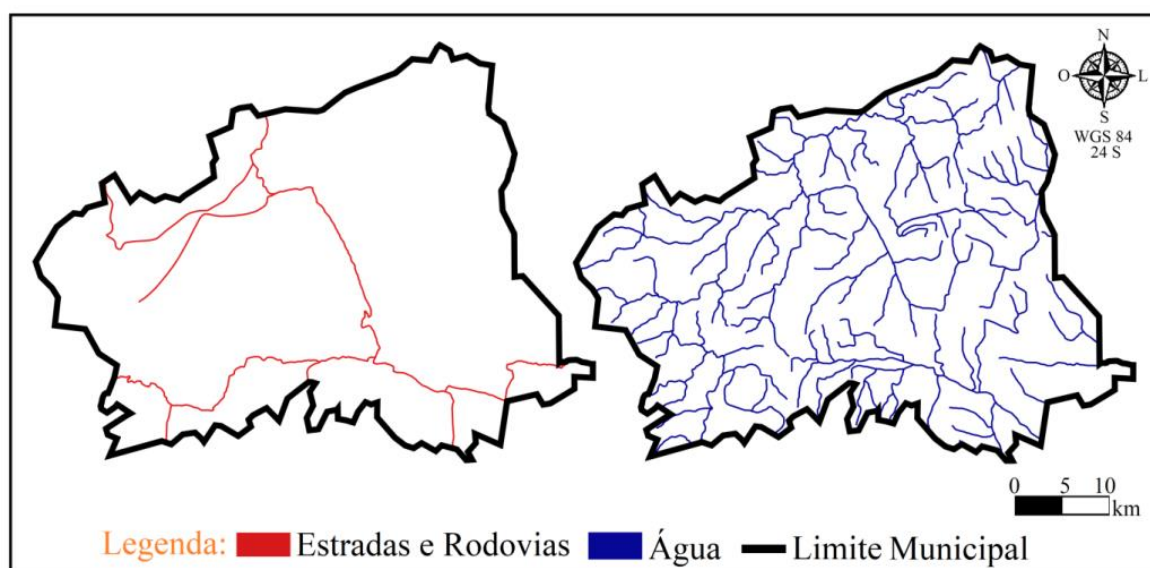 N
O L
S
WGS 84
24 S
0 5 10
km
Legenda: Estradas e Rodovias Água Limite Municipal